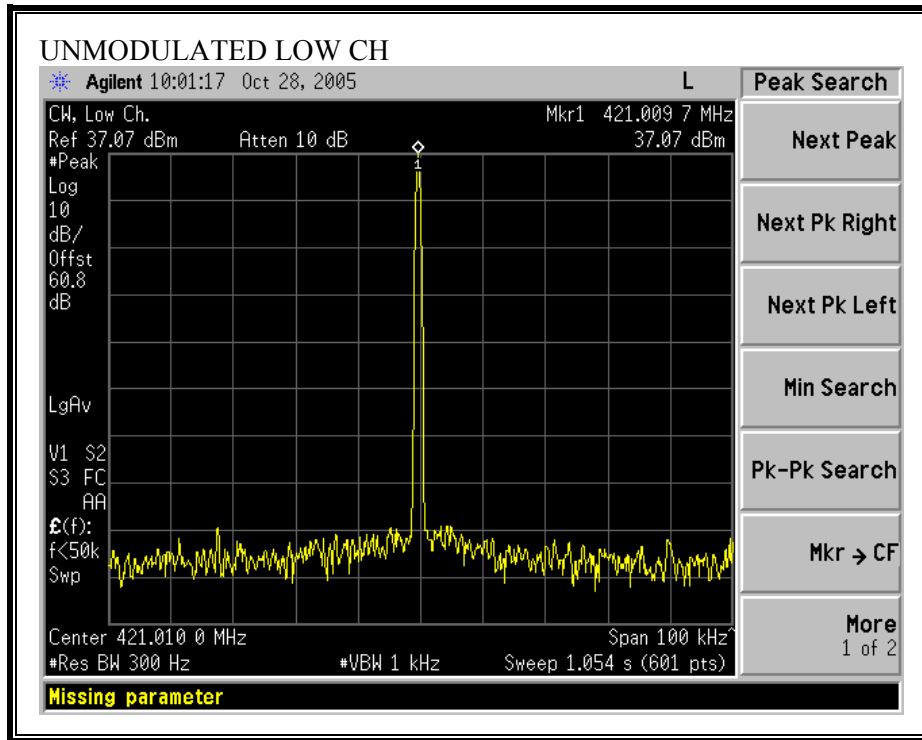 UNMODULATED LOW CH
Agilent 10:01:17 Oct 28, 2005 L
Peak Search
CW, Low Ch. Mkr1 421.009 7 MHz
Ref 37.07 dBm Atten 10 dB 37.07 dBm
#Peak
Log
10
dB/
Offst
60.8
dB
LgAv
V1 S2
S3 FC
AA
£(f):
f<50k
Swp
1
Center 421.010 0 MHz Span 100 kHz^
#Res BW 300 Hz #VBW 1 kHz Sweep 1.054 s (601 pts)
Missing parameter
Next Peak
Next Pk Right
Next Pk Left
Min Search
Pk-Pk Search
Mkr → CF
More
1 of 2